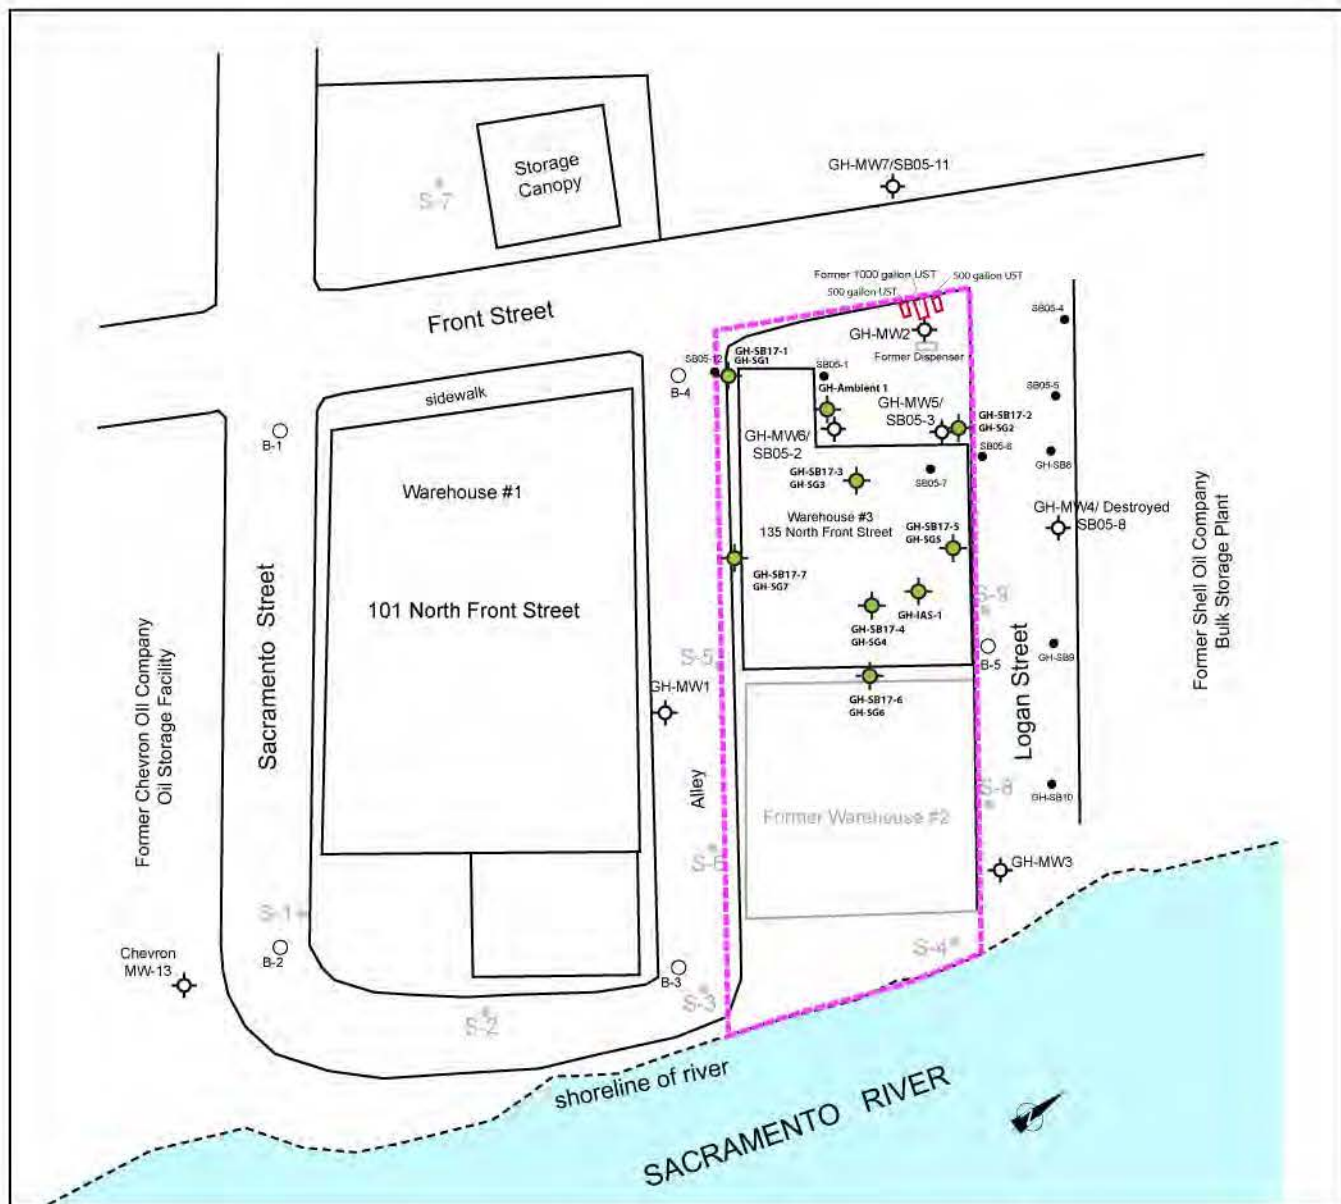 GH-MW7/SB05-11
Storage
Canopy
S-7
Former 1000 gallon UST
500 gallon UST
500 gallon UST
Front Street
GH-MW2
Former Dispenser
SB05-4
SB05-12
GH-SB17-1
GH-SG1
SB05-1
B-4
GH-Ambient 1
SB05-5
sidewalk
GH-MW5/
SB05-3
GH-SB17-2
GH-SG2
B-1
GH-MW6/
SB05-2
SB05-6
GH-SB8
GH-SB17-3
GH-SG3
SB05-7
Warehouse #1
Warehouse #3
135 North Front Street
GH-MW4/ Destroyed
SB05-8
GH-SB17-5
GH-SG5
GH-SB17-7
GH-SG7
GH-IAS-1
S-9
101 North Front Street
GH-SB17-4
GH-SG4
Sacramento Street
Former Chevron Oil Company
Oil Storage Facility
S-5
B-5
GH-SB9
Logan Street
Former Shell Oil Company
Bulk Storage Plant
GH-MW1
GH-SB17-6
GH-SG6
Alley
S-8
GH-SB10
Former Warehouse #2
S-6
GH-MW3
S-1
B-2
S-4
Chevron
MW-13
B-3
S-3
S-2
shoreline of river
SACRAMENTO RIVER